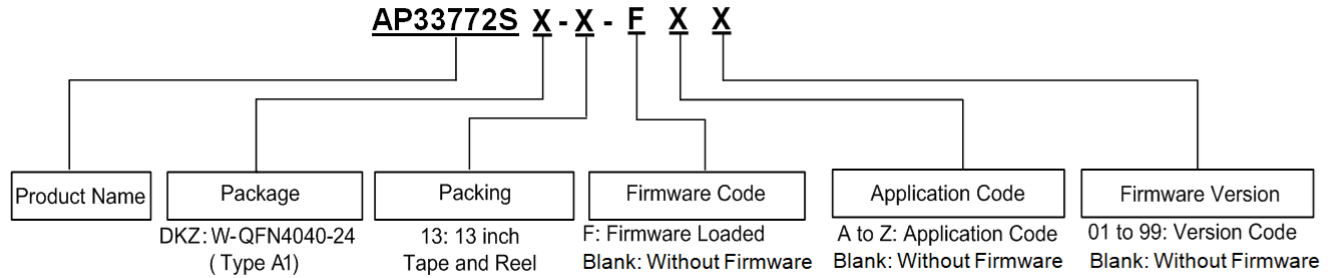 AP33772S X - X - F X X
Product Name
Package
Packing
Firmware Code
Application Code
Firmware Version
DKZ: W-QFN4040-24
( Type A1)
13: 13 inch
Tape and Reel
F: Firmware Loaded
Blank: Without Firmware
A to Z: Application Code
Blank: Without Firmware
01 to 99: Version Code
Blank: Without Firmware